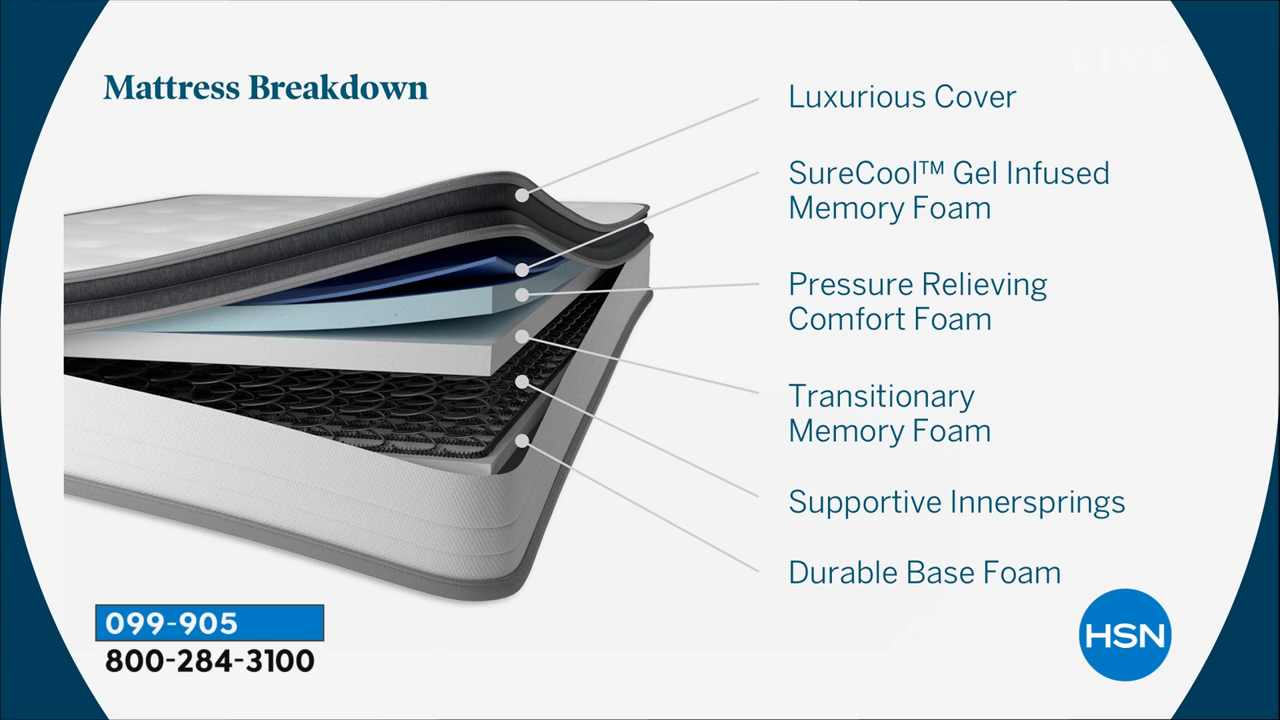 LIVE
Mattress Breakdown
Luxurious Cover
SureCool™ Gel Infused
Memory Foam
Pressure Relieving
Comfort Foam
Transitionary
Memory Foam
Supportive Innersprings
Durable Base Foam
099-905
800-284-3100
HSN